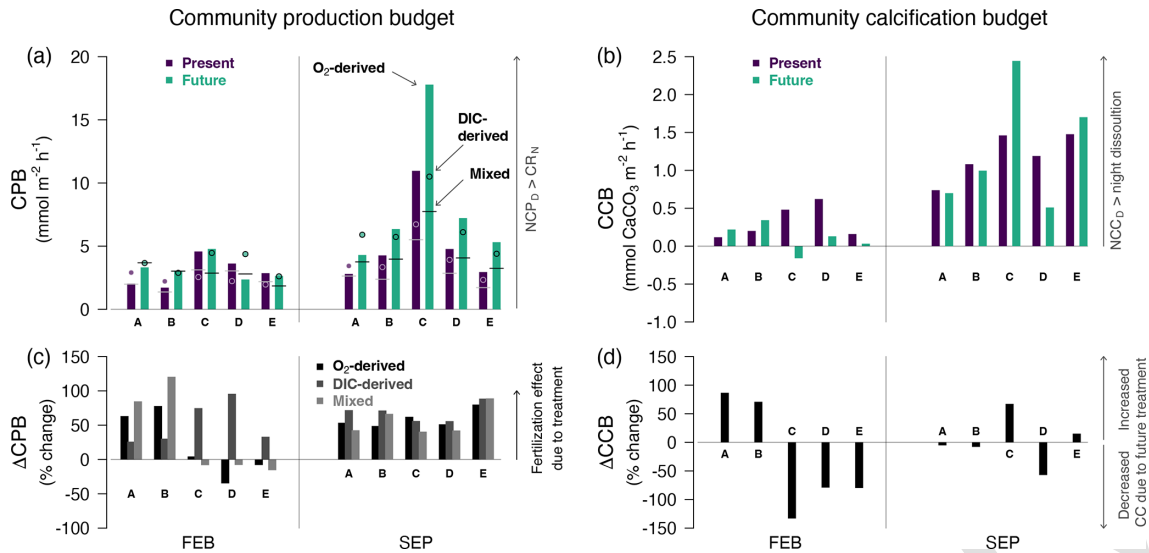 Community production budget
Community calcification budget
(a)
CPB
(mmol m⁻² h⁻¹)
20
15
10
5
0
Present
Future
O₂-derived
DIC-
derived
Mixed
NCP_D > CR_N
A B C D E
A B C D E
(b)
CCB
(mmol CaCO₃ m⁻² h⁻¹)
2.5
2.0
1.5
1.0
0.5
0.0
-0.5
-1.0
Present
Future
NCC_D > night dissoultion
A B C D E
A B C D E
(c)
ΔCPB
(% change)
150
100
50
0
-50
-100
O₂-derived
DIC-derived
Mixed
Fertilization effect
due to treatment
A B C D E
A B C D E
FEB
SEP
(d)
ΔCCB
(% change)
150
100
50
0
-50
-100
-150
A B C D E
A B C D E
Increased
Decreased
CC due to future treatment
FEB
SEP